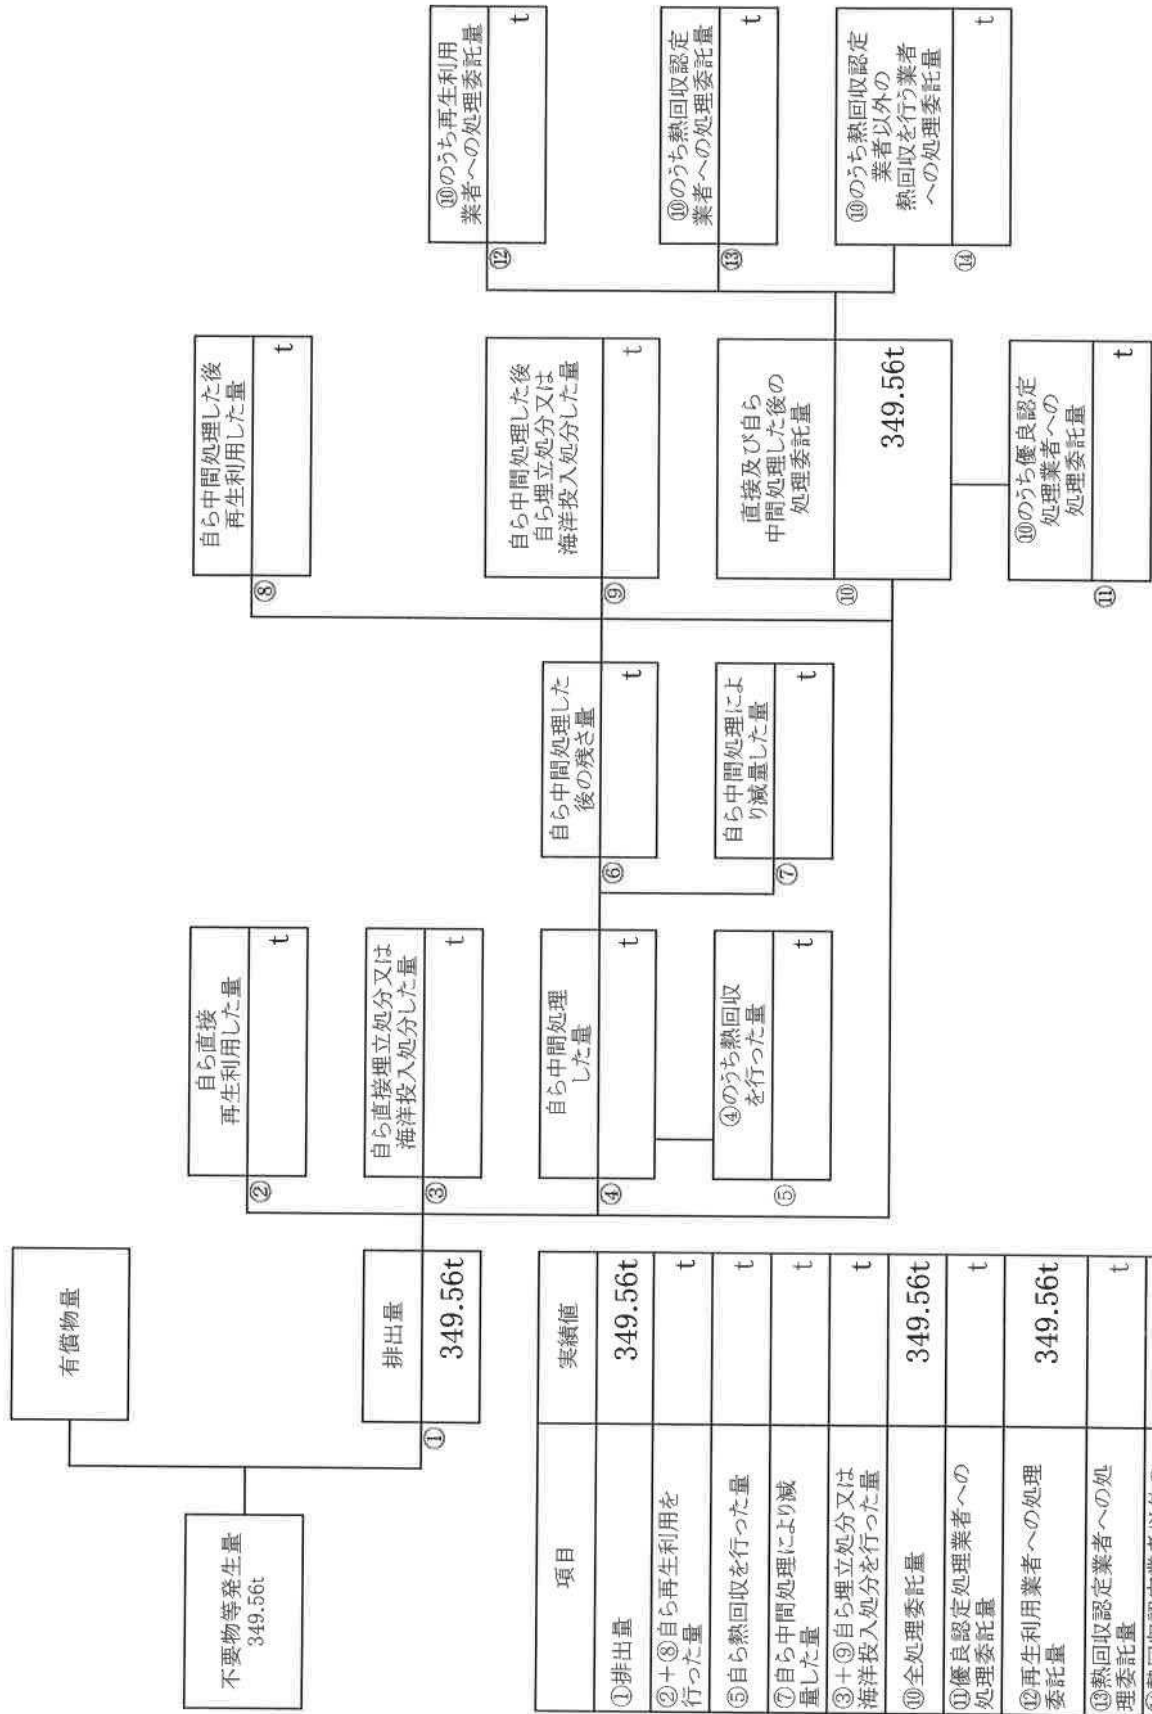 不要物等発生量
349.56t
有償物量
①
排出量
349.56t
②
自ら直接
再生利用した量
t
③
自ら直接埋立処分又は
海洋投入処分した量
t
④
自ら中間処理
した量
t
⑤
④のうち熱回収
を行った量
t
⑥
自ら中間処理した
後の残さ量
t
⑦
自ら中間処理によ
り減量した量
t
⑧
自ら中間処理した後
再生利用した量
t
⑨
自ら中間処理した後
自ら埋立処分又は
海洋投入処分した量
t
⑩
直接及び自ら
中間処理した後の
処理委託量
349.56t
⑪
⑩のうち優良認定
処理業者への
処理委託量
t
⑫
⑩のうち再生利用
業者への処理委託量
t
⑬
⑩のうち熱回収認定
業者への処理委託量
t
⑭
⑩のうち熱回収認定
業者以外の
熱回収を行う業者
への処理委託量
t
項目
実績値
①排出量
349.56t
②+⑧自ら再生利用を
行った量
t
⑤自ら熱回収を行った量
t
⑦自ら中間処理により減
量した量
t
③+⑨自ら埋立処分又は
海洋投入処分を行った量
t
⑩全処理委託量
349.56t
⑪優良認定処理業者への
処理委託量
t
⑫再生利用業者への処理
委託量
349.56t
⑬熱回収認定業者への処
理委託量
t